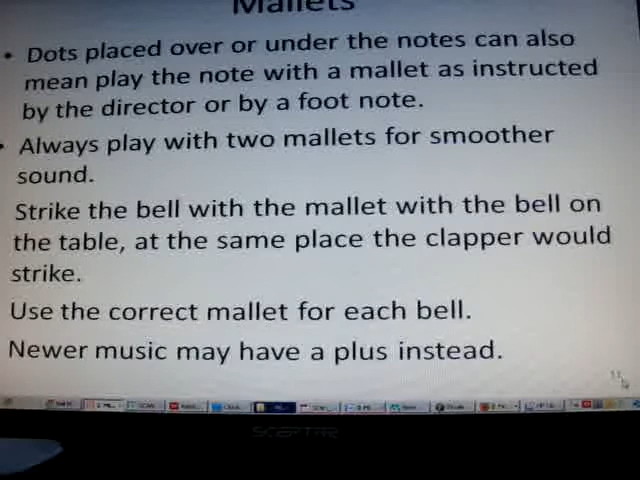 Mallets
• Dots placed over or under the notes can also
mean play the note with a mallet as instructed
by the director or by a foot note.
• Always play with two mallets for smoother
sound.
Strike the bell with the mallet with the bell on
the table, at the same place the clapper would
strike.
Use the correct mallet for each bell.
Newer music may have a plus instead.
SCEPTRE